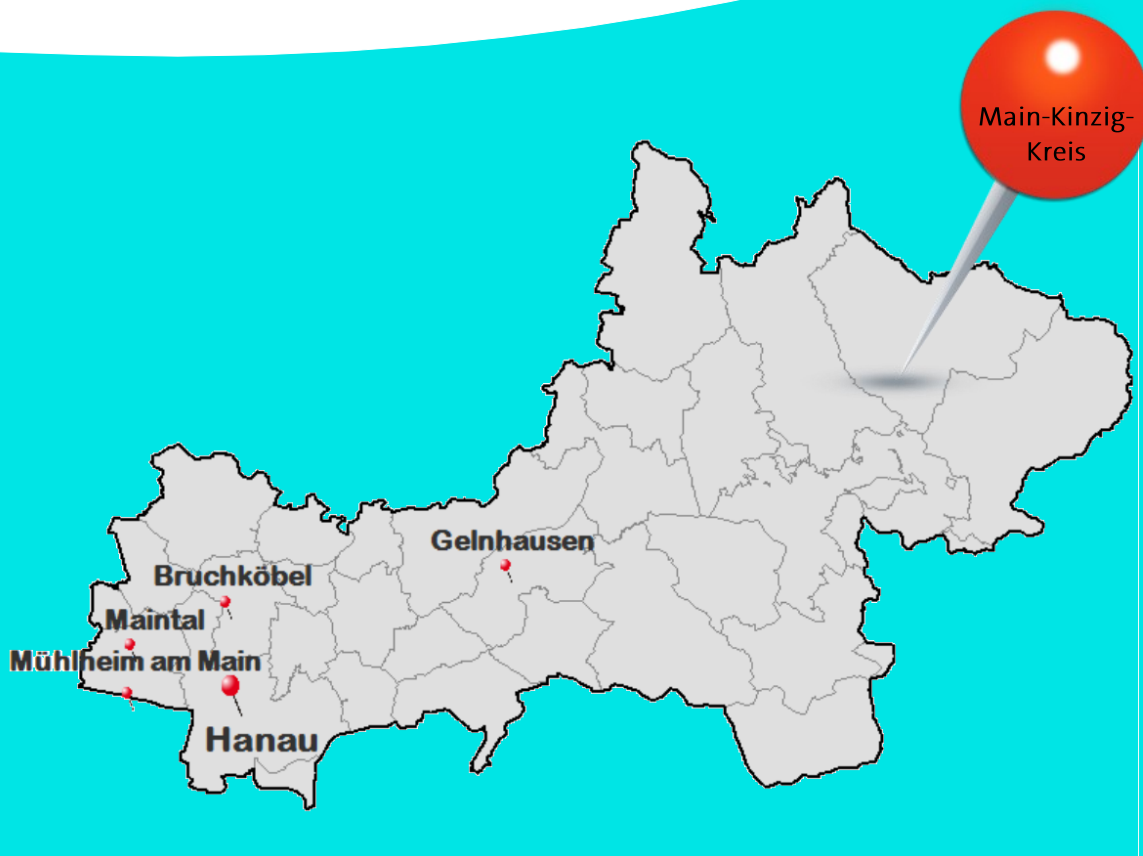 Main-Kinzig-
Kreis
Gelnhausen
Bruchköbel
Maintal
Mühlheim am Main
Hanau